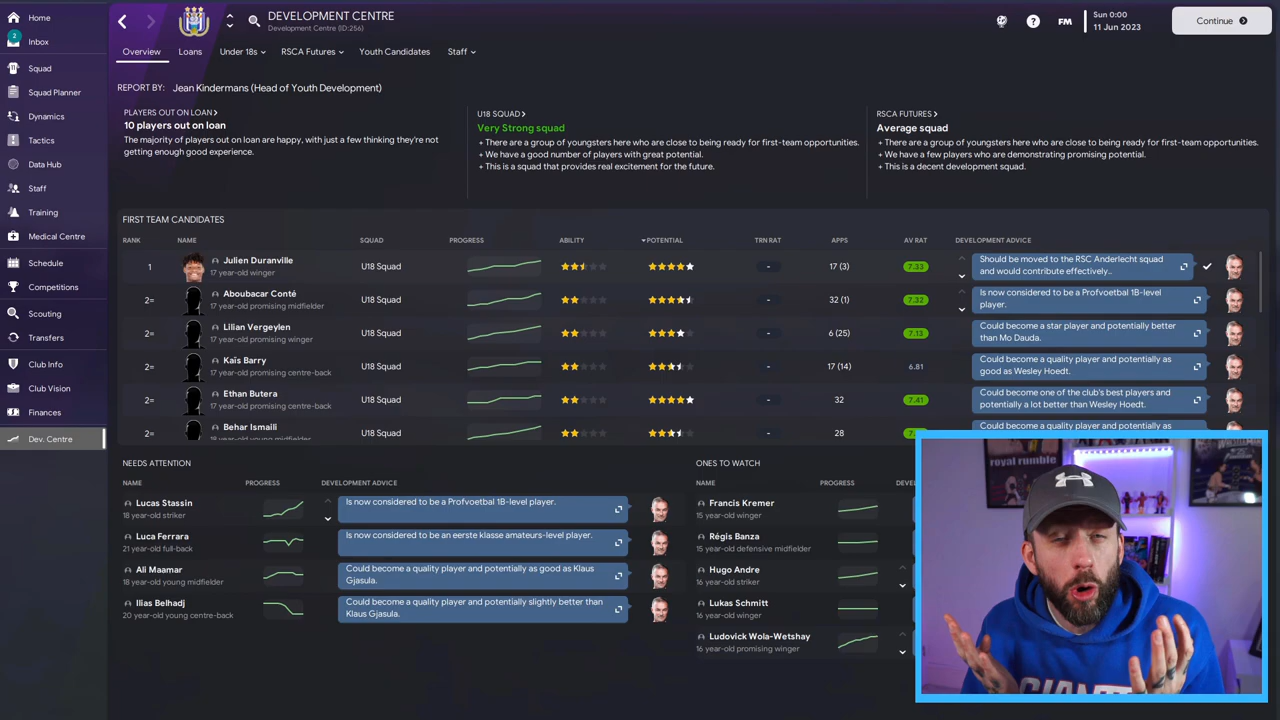 Home
2
Inbox
Squad
Squad Planner
Dynamics
Tactics
Data Hub
Staff
Training
Medical Centre
Schedule
Competitions
Scouting
Transfers
Club Info
Club Vision
Finances
Dev. Centre
DEVELOPMENT CENTRE
Development Centre (ID:256)
? FM
Sun 0:00
11 Jun 2023
Continue
Overview Loans Under 18s RSCA Futures Youth Candidates Staff
REPORT BY: Jean Kindermans (Head of Youth Development)
PLAYERS OUT ON LOAN >
10 players out on loan
The majority of players out on loan are happy, with just a few thinking they're not
getting enough good experience.
U18 SQUAD >
Very Strong squad
+ There are a group of youngsters here who are close to being ready for first-team opportunities.
+ We have a good number of players with great potential.
+ This is a squad that provides real excitement for the future.
RSCA FUTURES >
Average squad
+ There are a group of youngsters here who are close to being ready for first-team opportunities.
+ We have a few players who are demonstrating promising potential.
+ This is a decent development squad.
FIRST TEAM CANDIDATES
RANK NAME SQUAD PROGRESS ABILITY POTENTIAL TRN RAT APPS AV RAT DEVELOPMENT ADVICE
1 Julien Duranville U18 Squad - 17 (3) 7.33
17 year-old winger
Should be moved to the RSC Anderlecht squad
and would contribute effectively..
2= Aboubacar Conté U18 Squad - 32 (1) 7.32
17 year-old promising midfielder
Is now considered to be a Profvoetbal 1B-level
player.
2= Lilian Vergeylen U18 Squad - 6 (25) 7.13
17 year-old promising winger
Could become a star player and potentially better
than Mo Dauda.
2= Kaïs Barry U18 Squad - 17 (14) 6.81
17 year-old promising centre-back
Could become a quality player and potentially as
good as Wesley Hoedt.
2= Ethan Butera U18 Squad - 32 7.41
17 year-old promising centre-back
Could become one of the club's best players and
potentially a lot better than Wesley Hoedt.
2= Behar Ismaili U18 Squad - 28
18 year-old young midfielder
Could become a quality player and potentially as
NEEDS ATTENTION
NAME PROGRESS DEVELOPMENT ADVICE
Lucas Stassin
18 year-old striker
Is now considered to be a Profvoetbal 1B-level player.
Luca Ferrara
21 year-old full-back
Is now considered to be an eerste klasse amateurs-level player.
Ali Maamar
18 year-old young midfielder
Could become a quality player and potentially as good as Klaus
Gjasula.
Ilias Belhadj
20 year-old young centre-back
Could become a quality player and potentially slightly better than
Klaus Gjasula.
ONES TO WATCH
NAME PROGRESS
Francis Kremer
15 year-old winger
Régis Banza
15 year-old defensive midfielder
Hugo Andre
16 year-old striker
Lukas Schmitt
16 year-old winger
Ludovick Wola-Wetshay
16 year-old promising winger
royal rumble
GIANTS